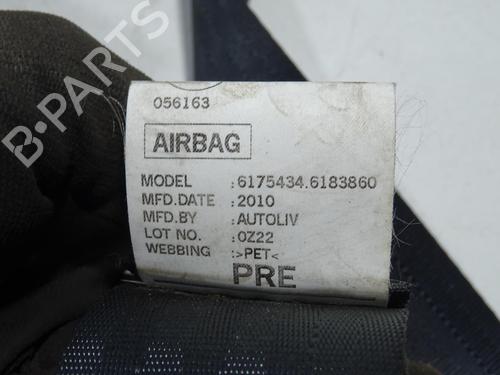 056163
AIRBAG
MODEL :6175434.6183860
MFD.DATE :2010
MFD.BY :AUTOLIV
LOT NO. :0Z22
WEBBING :>PET<
PRE
B-PARTS